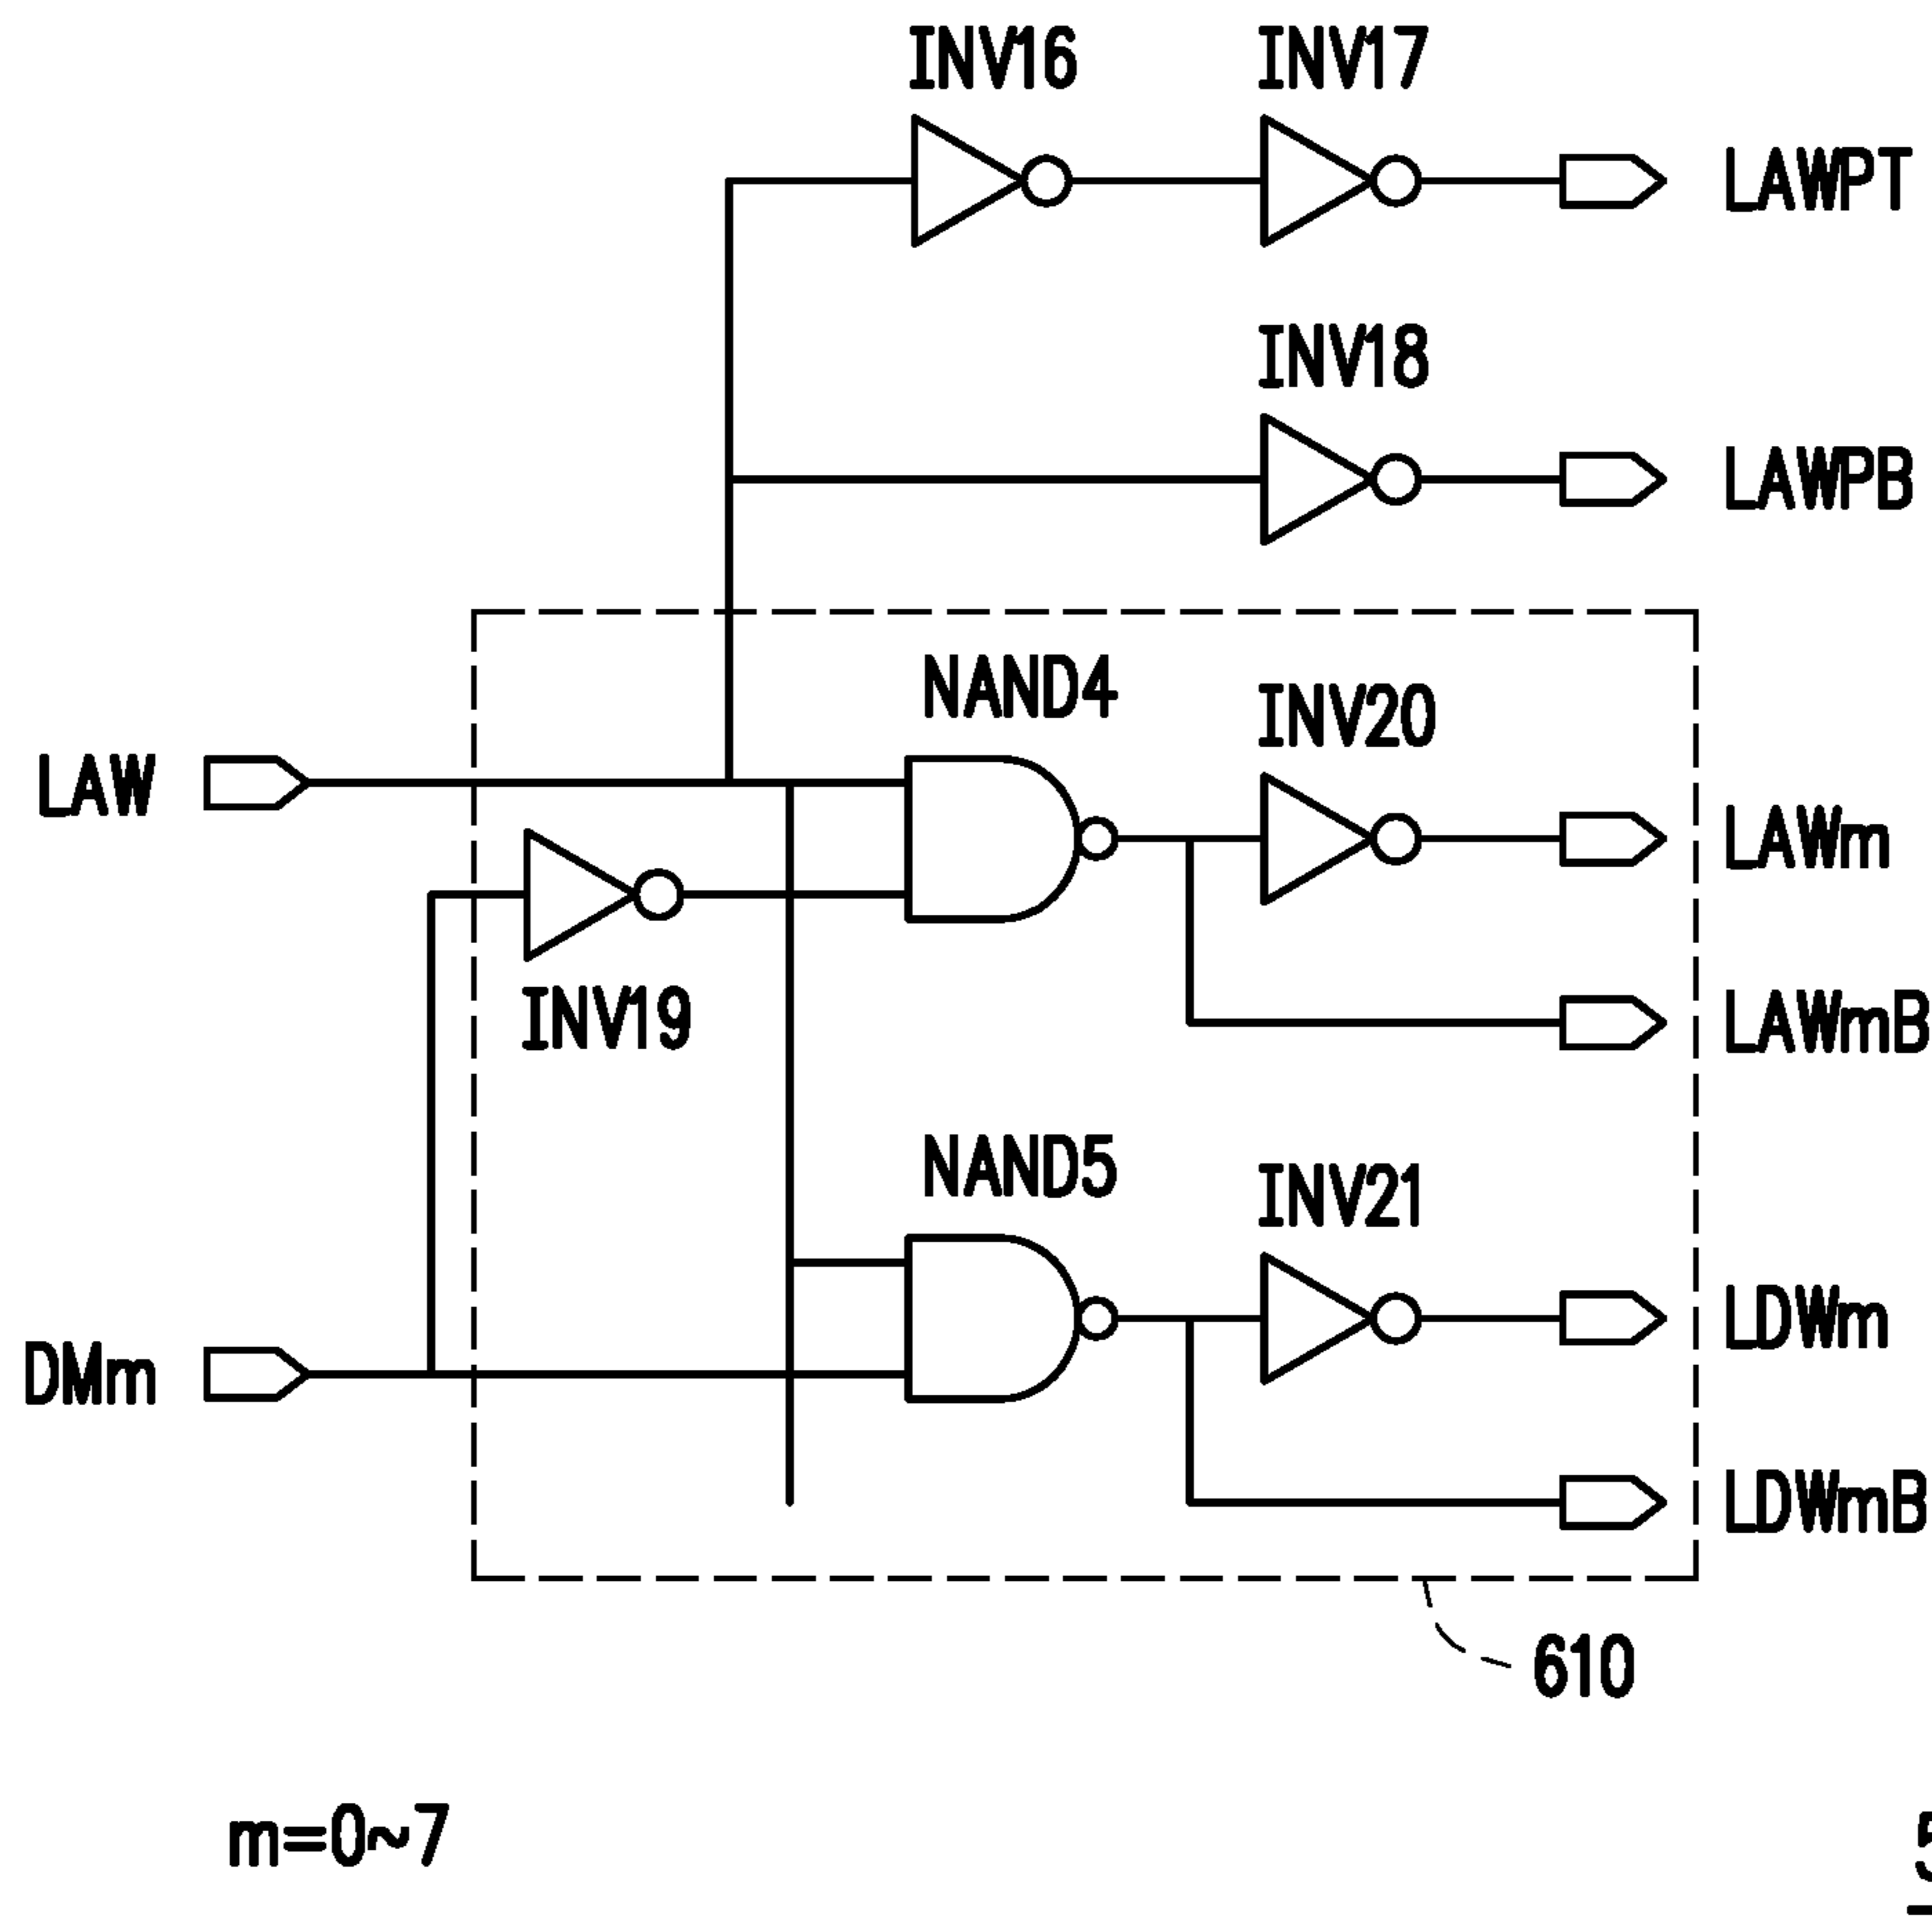 INV16
INV17
LAWPT
INV18
LAWPB
NAND4
INV20
LAW
LAWm
INV19
LAWmB
NAND5
INV21
LDWm
DMm
LDWmB
610
m=0~7